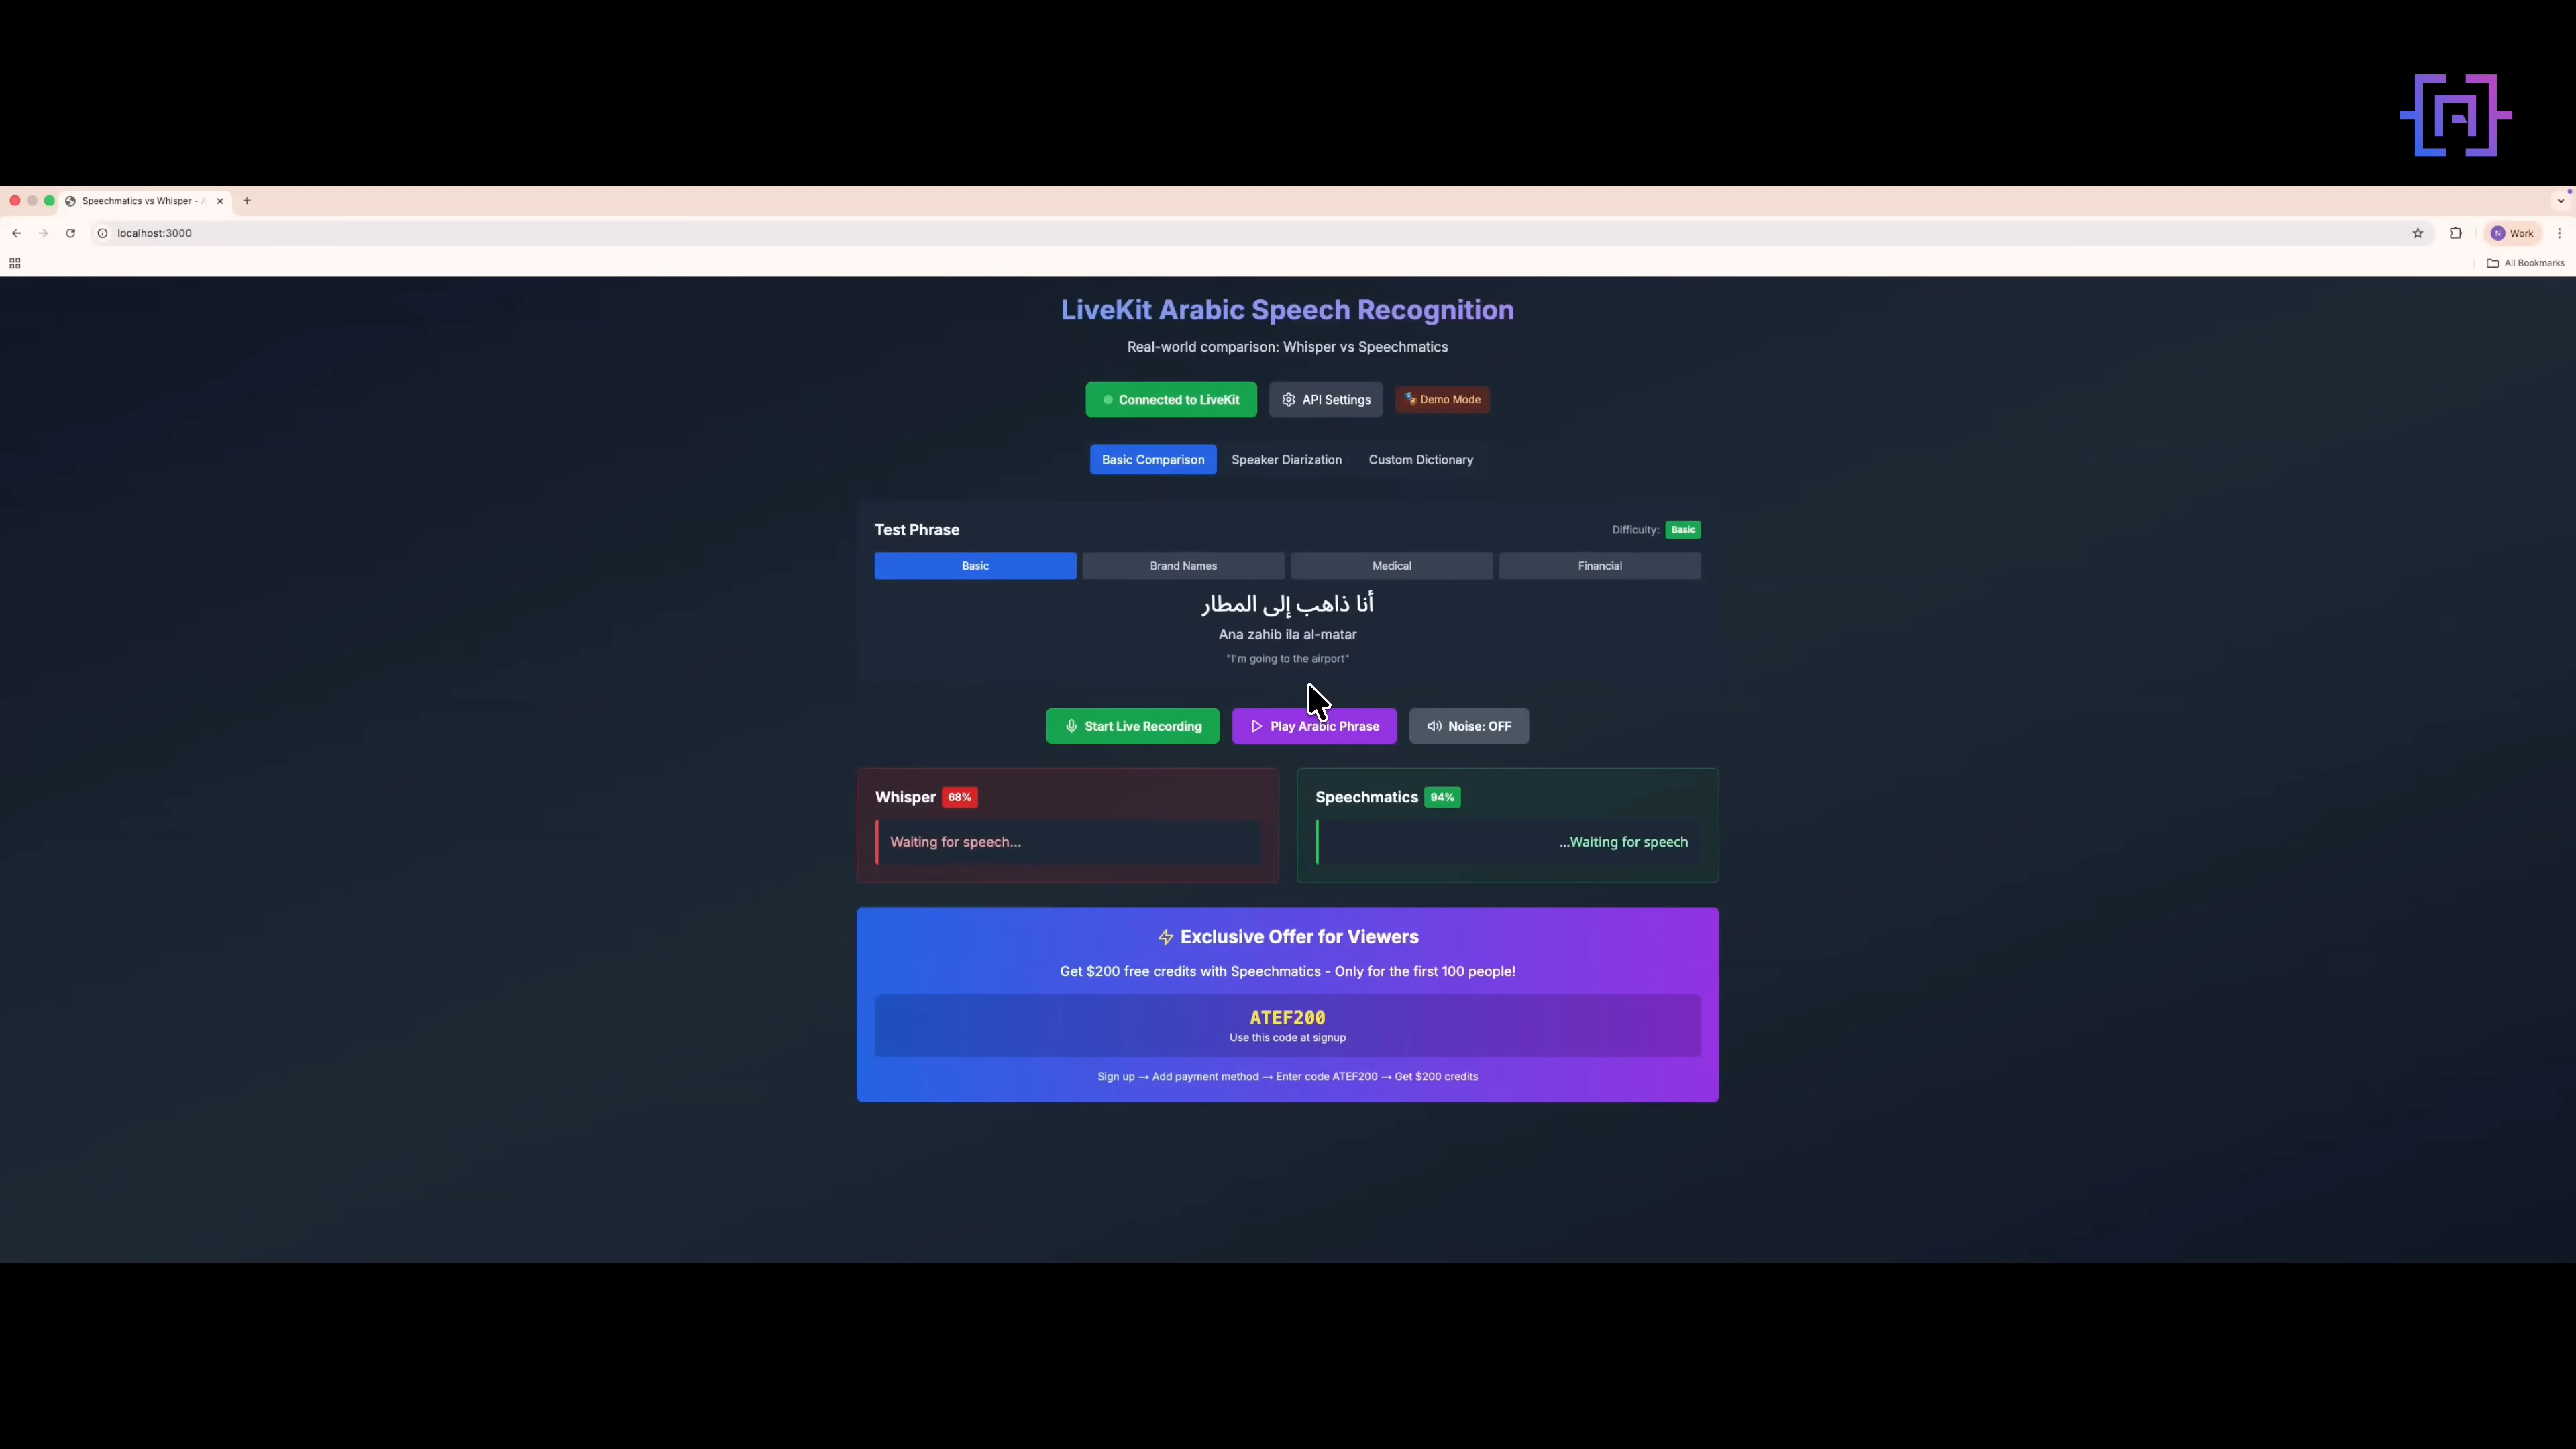 Speechmatics vs Whisper -
localhost:3000
Work
All Bookmarks
LiveKit Arabic Speech Recognition
Real-world comparison: Whisper vs Speechmatics
Connected to LiveKit
API Settings
Demo Mode
Basic Comparison
Speaker Diarization
Custom Dictionary
Test Phrase
Difficulty: Basic
Basic
Brand Names
Medical
Financial
أنا ذاهب إلى المطار
Ana zahib ila al-matar
"I'm going to the airport"
Start Live Recording
Play Arabic Phrase
Noise: OFF
Whisper 68%
Waiting for speech...
Speechmatics 94%
...Waiting for speech
Exclusive Offer for Viewers
Get $200 free credits with Speechmatics - Only for the first 100 people!
ATEF200
Use this code at signup
Sign up → Add payment method → Enter code ATEF200 → Get $200 credits